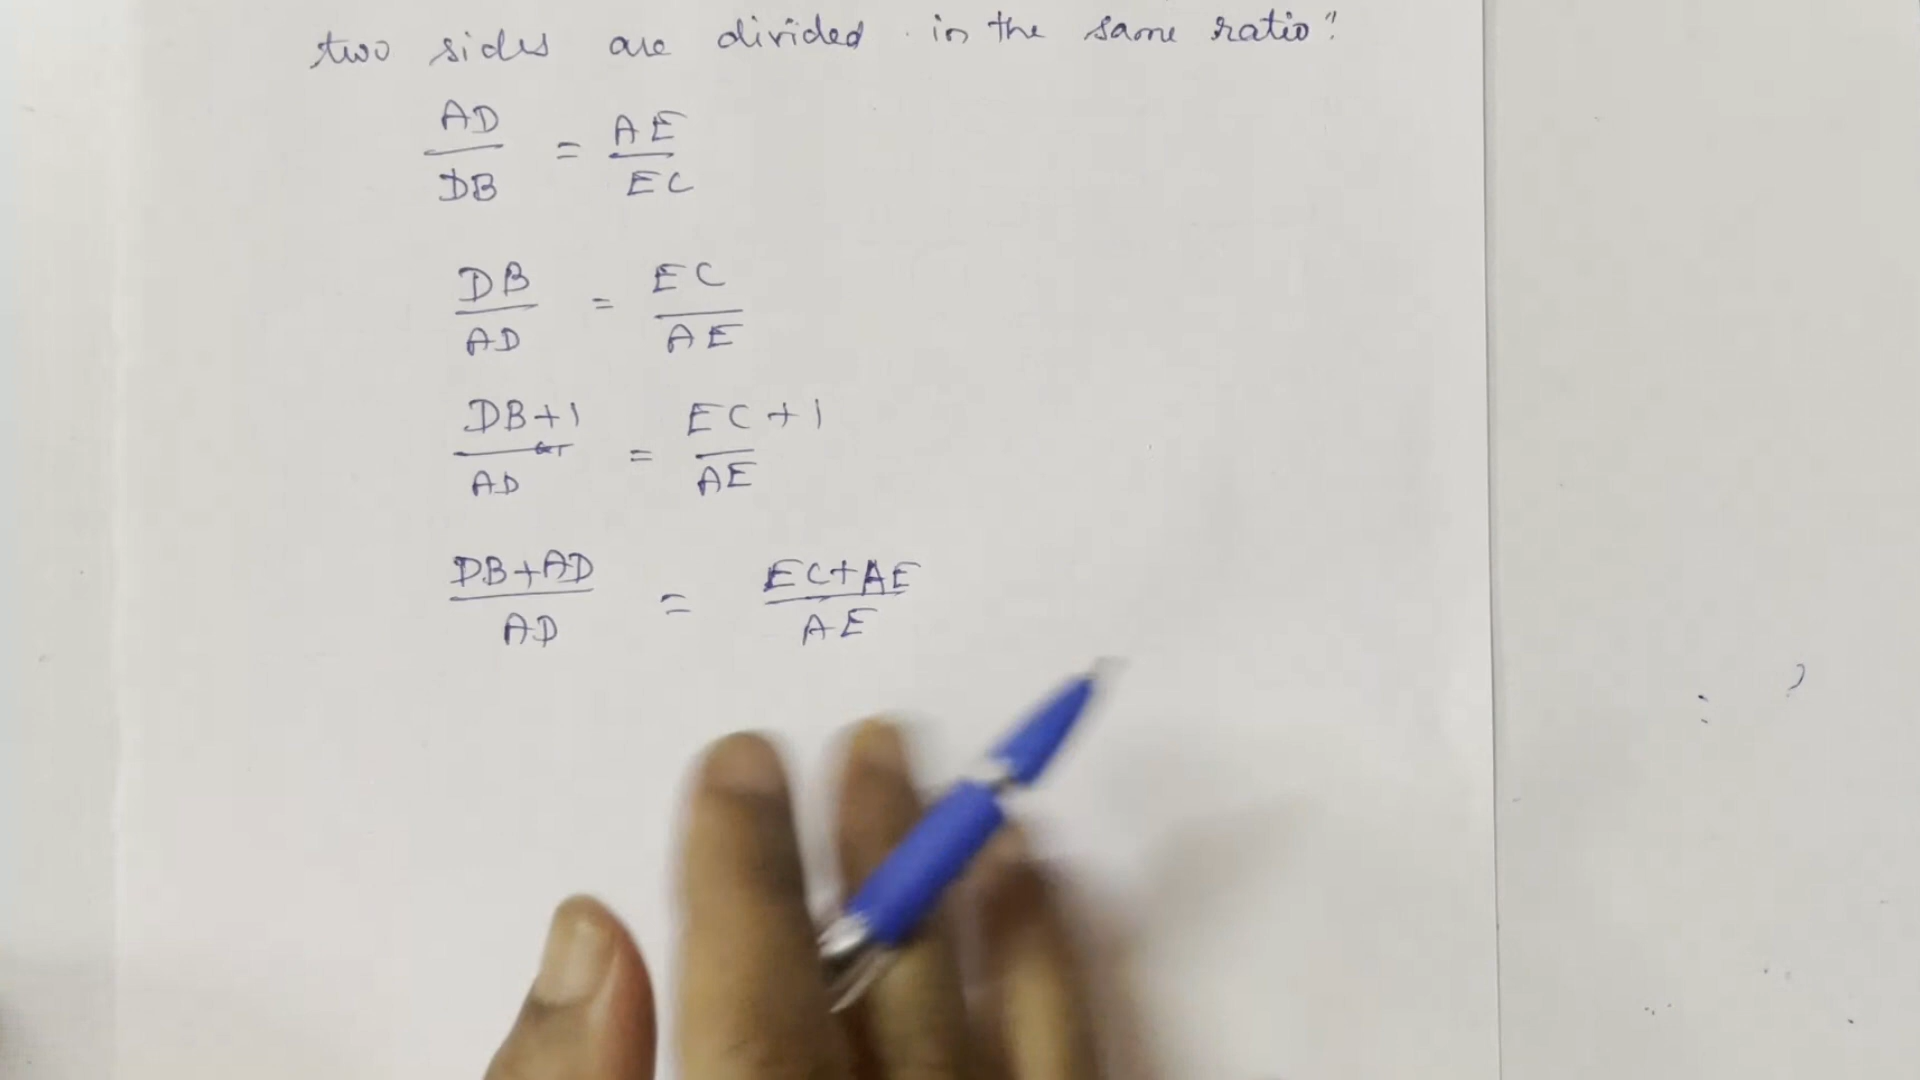 two sides are divided in the same ratio"
AD/DB = AE/EC
DB/AD = EC/AE
DB+1/AD = EC+1/AE
DB+AD/AD = EC+AE/AE